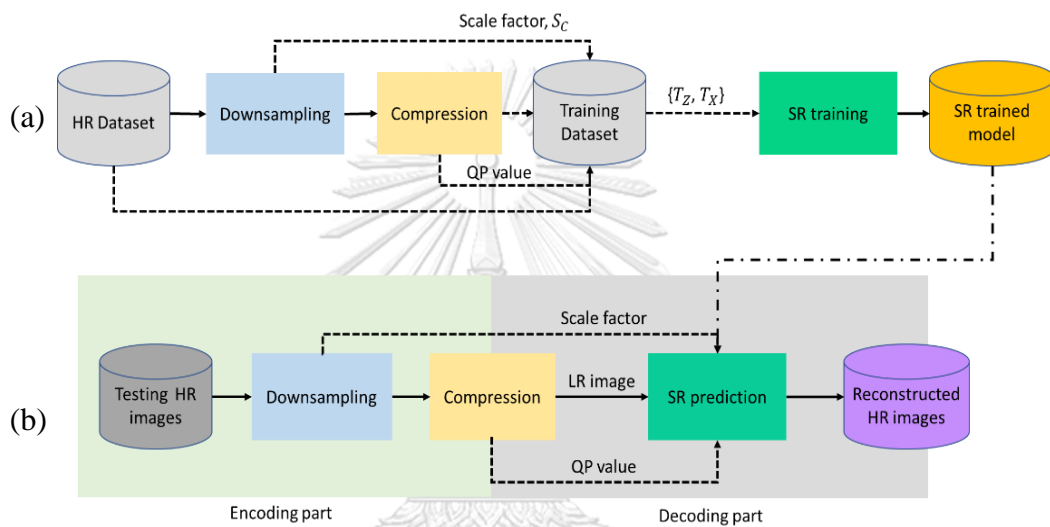 Scale factor, S_C
(a)
HR Dataset
Downsampling
Compression
Training
Dataset
{T_Z, T_X}
SR training
SR trained
model
QP value
Scale factor
(b)
Testing HR
images
Downsampling
Compression
LR image
SR prediction
Reconstructed
HR images
QP value
Encoding part
Decoding part